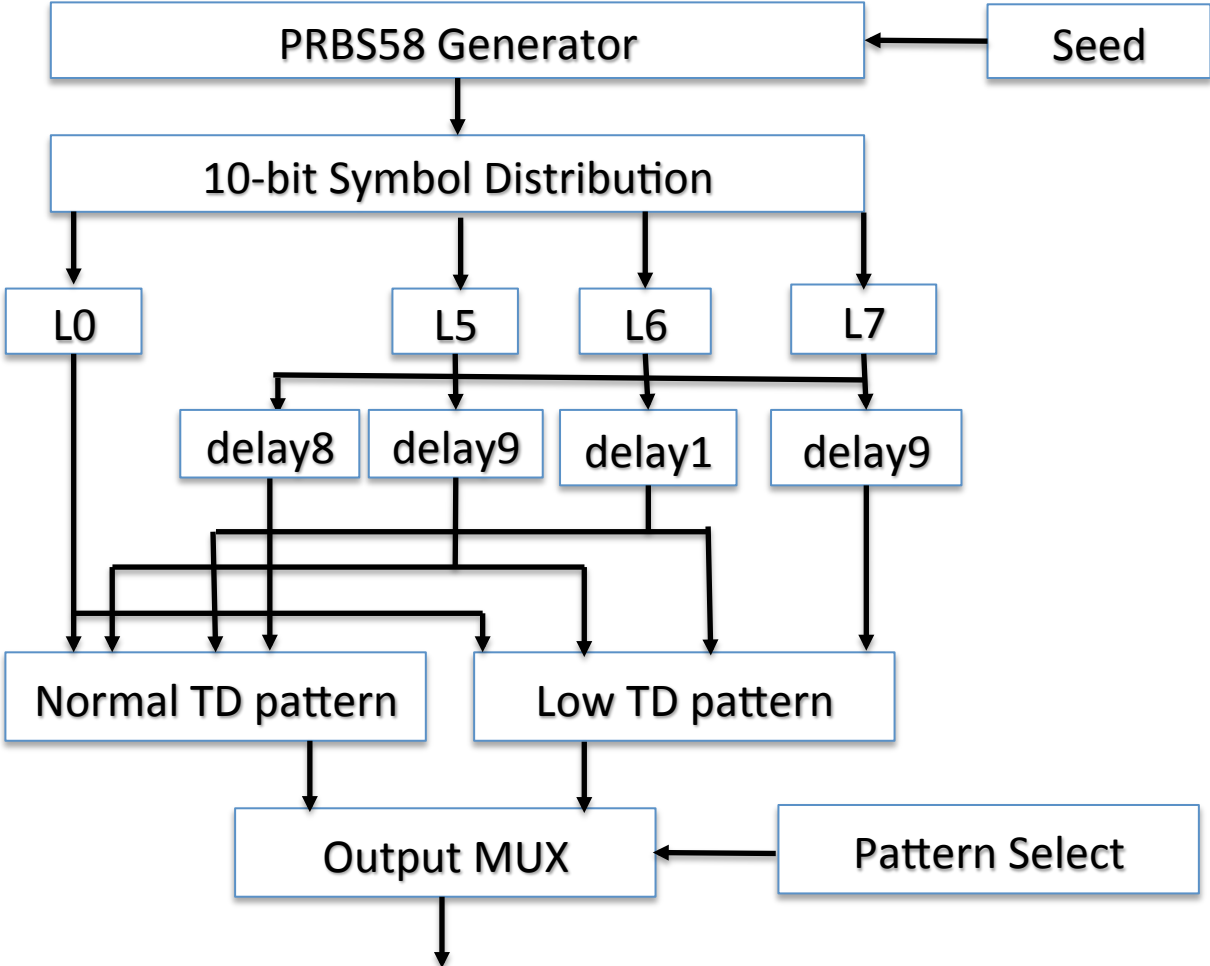 PRBS58 Generator
Seed
10-bit Symbol Distribution
L0
L5
L6
L7
delay8
delay9
delay1
delay9
Normal TD pattern
Low TD pattern
Output MUX
Pattern Select